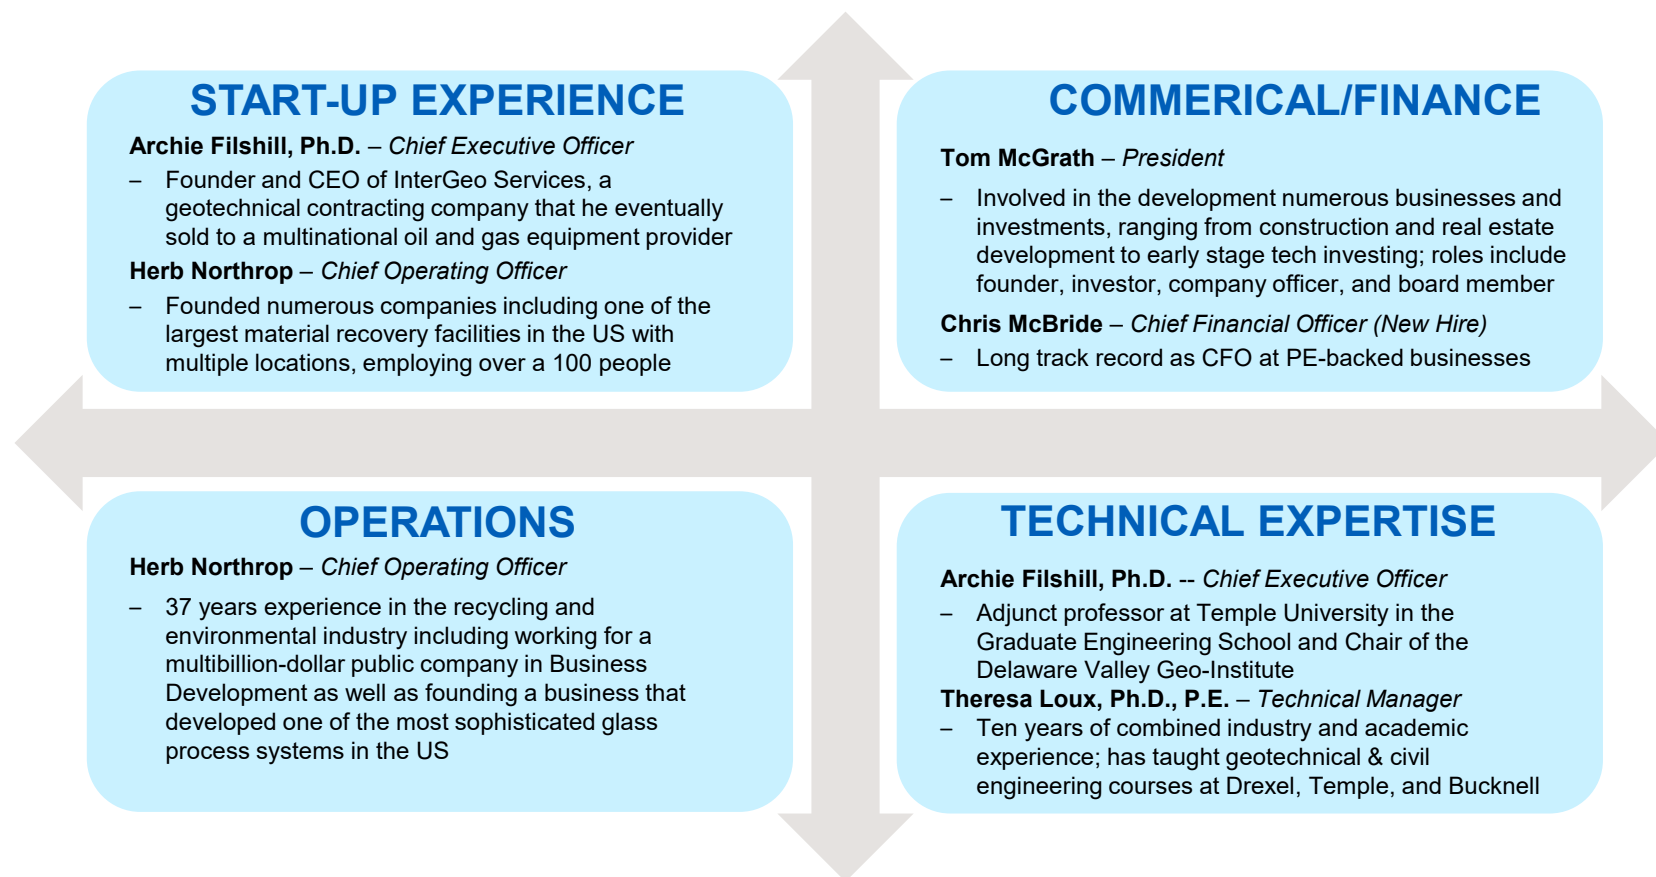 START-UP EXPERIENCE
Archie Filshill, Ph.D. – Chief Executive Officer
– Founder and CEO of InterGeo Services, a
geotechnical contracting company that he eventually
sold to a multinational oil and gas equipment provider
Herb Northrop – Chief Operating Officer
– Founded numerous companies including one of the
largest material recovery facilities in the US with
multiple locations, employing over a 100 people
COMMERICAL/FINANCE
Tom McGrath – President
– Involved in the development numerous businesses and
investments, ranging from construction and real estate
development to early stage tech investing; roles include
founder, investor, company officer, and board member
Chris McBride – Chief Financial Officer (New Hire)
– Long track record as CFO at PE-backed businesses
OPERATIONS
Herb Northrop – Chief Operating Officer
– 37 years experience in the recycling and
environmental industry including working for a
multibillion-dollar public company in Business
Development as well as founding a business that
developed one of the most sophisticated glass
process systems in the US
TECHNICAL EXPERTISE
Archie Filshill, Ph.D. -- Chief Executive Officer
– Adjunct professor at Temple University in the
Graduate Engineering School and Chair of the
Delaware Valley Geo-Institute
Theresa Loux, Ph.D., P.E. – Technical Manager
– Ten years of combined industry and academic
experience; has taught geotechnical & civil
engineering courses at Drexel, Temple, and Bucknell